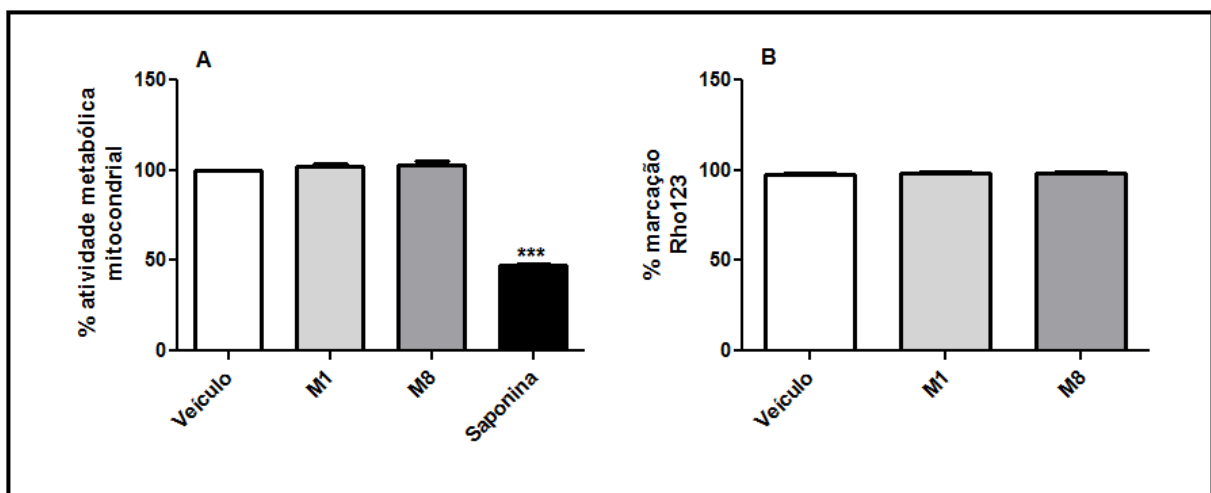 A
% atividade metabólica
mitocondrial
150
100
50
0
***
Veículo
M1
M8
Saponina
B
% marcação
Rho123
150
100
50
0
Veículo
M1
M8